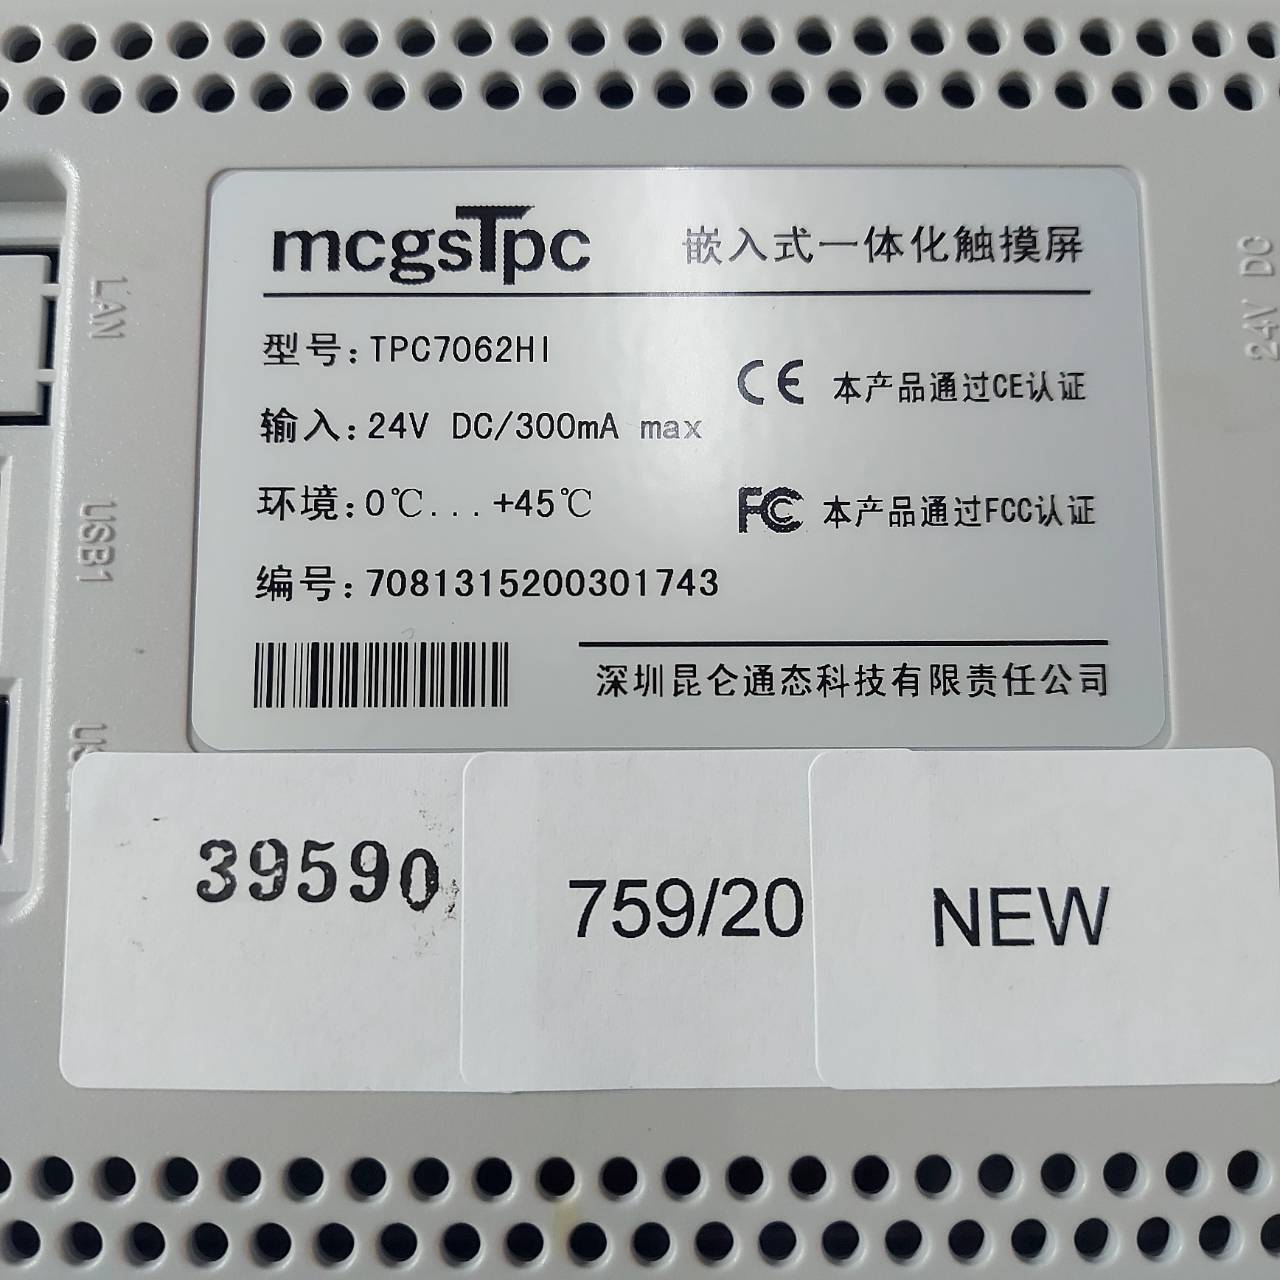 mcgsTpc 嵌入式一体化触摸屏
型号:TPC7062HI
输入:24V DC/300mA max
CE 本产品通过CE认证
环境:0℃...+45℃
FC 本产品通过FCC认证
编号:7081315200301743
深圳昆仑通态科技有限责任公司
LAN
USB1
24V DC
39590
759/20
NEW